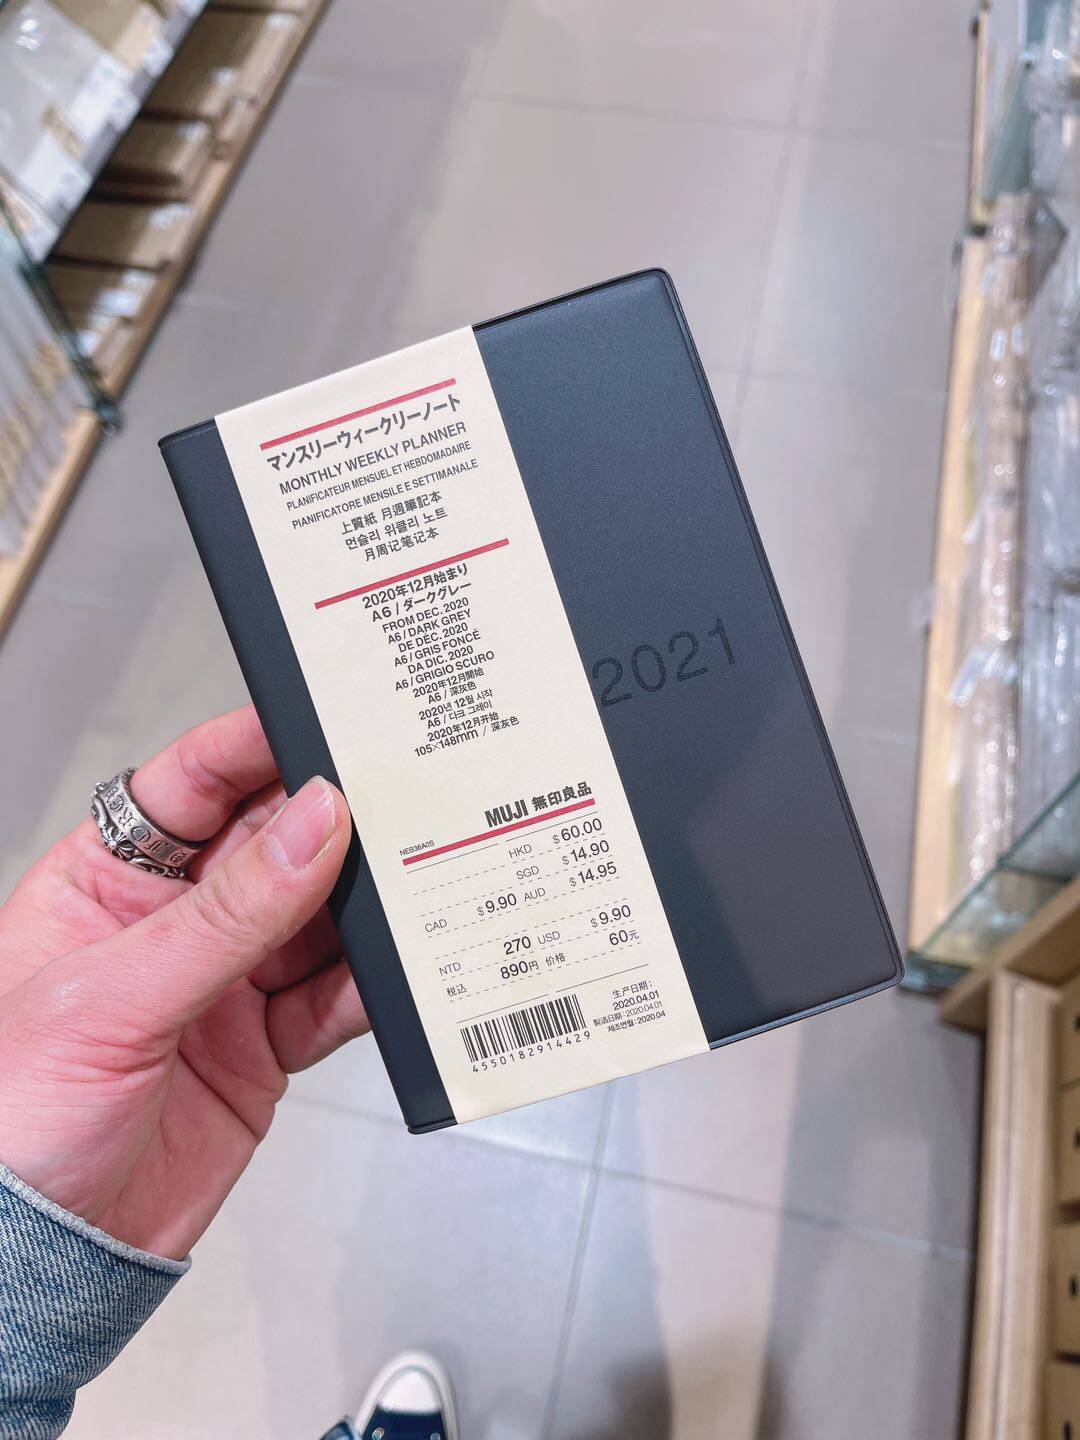 マンスリーウィークリーノート
MONTHLY WEEKLY PLANNER
PLANIFICATEUR MENSUEL ET HEBDOMADAIRE
PIANIFICATORE MENSILE E SETTIMANALE
上質紙 月週筆記本
먼슬리 위클리 노트
月周记笔记本
2020年12月始まり
A6 / ダークグレー
FROM DEC. 2020
A6 / DARK GREY
DE DÉC. 2020
A6 / GRIS FONCÉ
DA DIC. 2020
A6 / GRIGIO SCURO
2020年12月開始
A6 / 深灰色
2020년 12월 시작
A6 / 다크 그레이
2020年12月开始
105×148mm / 深灰色
2021
MUJI 無印良品
NEB36A0S
HKD $60.00
SGD $14.90
CAD $9.90 AUD $14.95
NTD 270 USD $9.90
税込 890円 价格 60元
生产日期：
2020.04.01
製造日期：2020.04.01
제조연월：2020.04
4550182914429